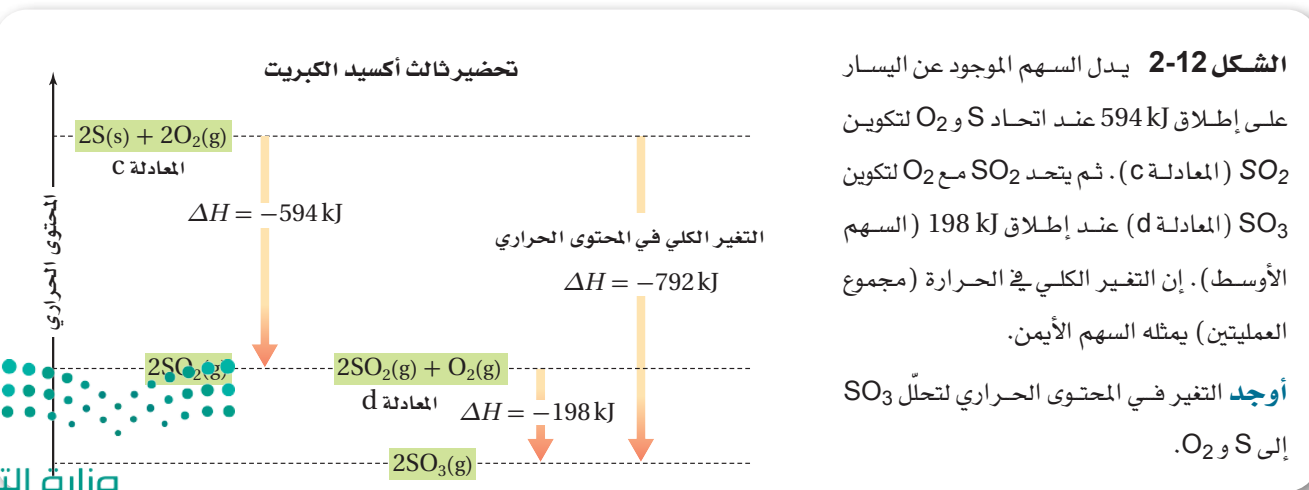 الشكل 12-2 يدل السهم الموجود عن اليسار
على إطلاق 594 kJ عند اتحاد S و O₂ لتكوين
SO₂ (المعادلة c). ثم يتحد SO₂ مع O₂ لتكوين
SO₃ (المعادلة d) عند إطلاق 198 kJ (السهم
الأوسط). إن التغير الكلي في الحرارة (مجموع
العمليتين) يمثله السهم الأيمن.
أوجد التغير في المحتوى الحراري لتحلّل SO₃
إلى S و O₂.
تحضير ثالث أكسيد الكبريت
المحتوى الحراري
2S(s) + 2O₂(g)
المعادلة c
ΔH = −594 kJ
التغير الكلي في المحتوى الحراري
ΔH = −792 kJ
2SO₂(g)
2SO₂(g) + O₂(g)
المعادلة d
ΔH = −198 kJ
2SO₃(g)
وزارة